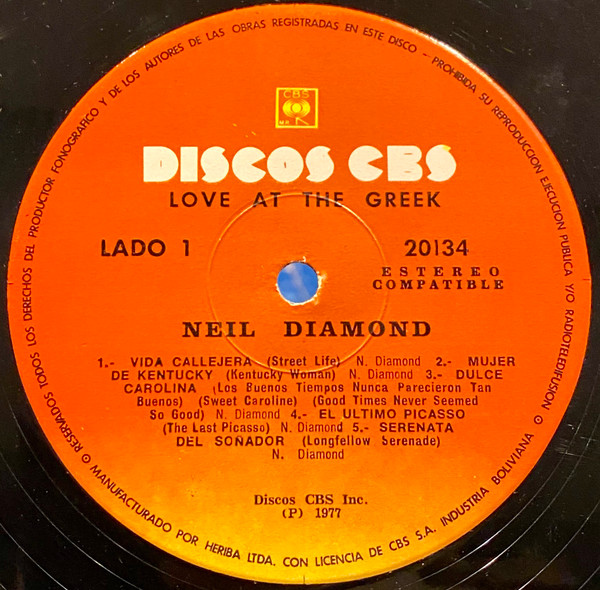 ℗ RESERVADOS TODOS LOS DERECHOS DEL PRODUCTOR FONOGRAFICO Y DE LOS AUTORES DE LAS OBRAS REGISTRADAS EN ESTE DISCO - PROHIBIDA SU REPRODUCCION EJECUCION PUBLICA Y/O RADIOTELEDIFUSION
CBS
MR
DISCOS CBS
LOVE AT THE GREEK
LADO 1
20134
ESTEREO
COMPATIBLE
NEIL DIAMOND
1.- VIDA CALLEJERA (Street Life) N. Diamond 2.- MUJER
DE KENTUCKY (Kentucky Woman) N. Diamond 3.- DULCE
CAROLINA (Los Buenos Tiempos Nunca Parecieron Tan
Buenos) (Sweet Caroline) (Good Times Never Seemed
So Good) N. Diamond 4.- EL ULTIMO PICASSO
(The Last Picasso) N. Diamond 5.- SERENATA
DEL SOÑADOR (Longfellow Serenade)
N. Diamond
Discos CBS Inc.
(P) 1977
MANUFACTURADO POR HERIBA LTDA. CON LICENCIA DE CBS S.A. INDUSTRIA BOLIVIANA